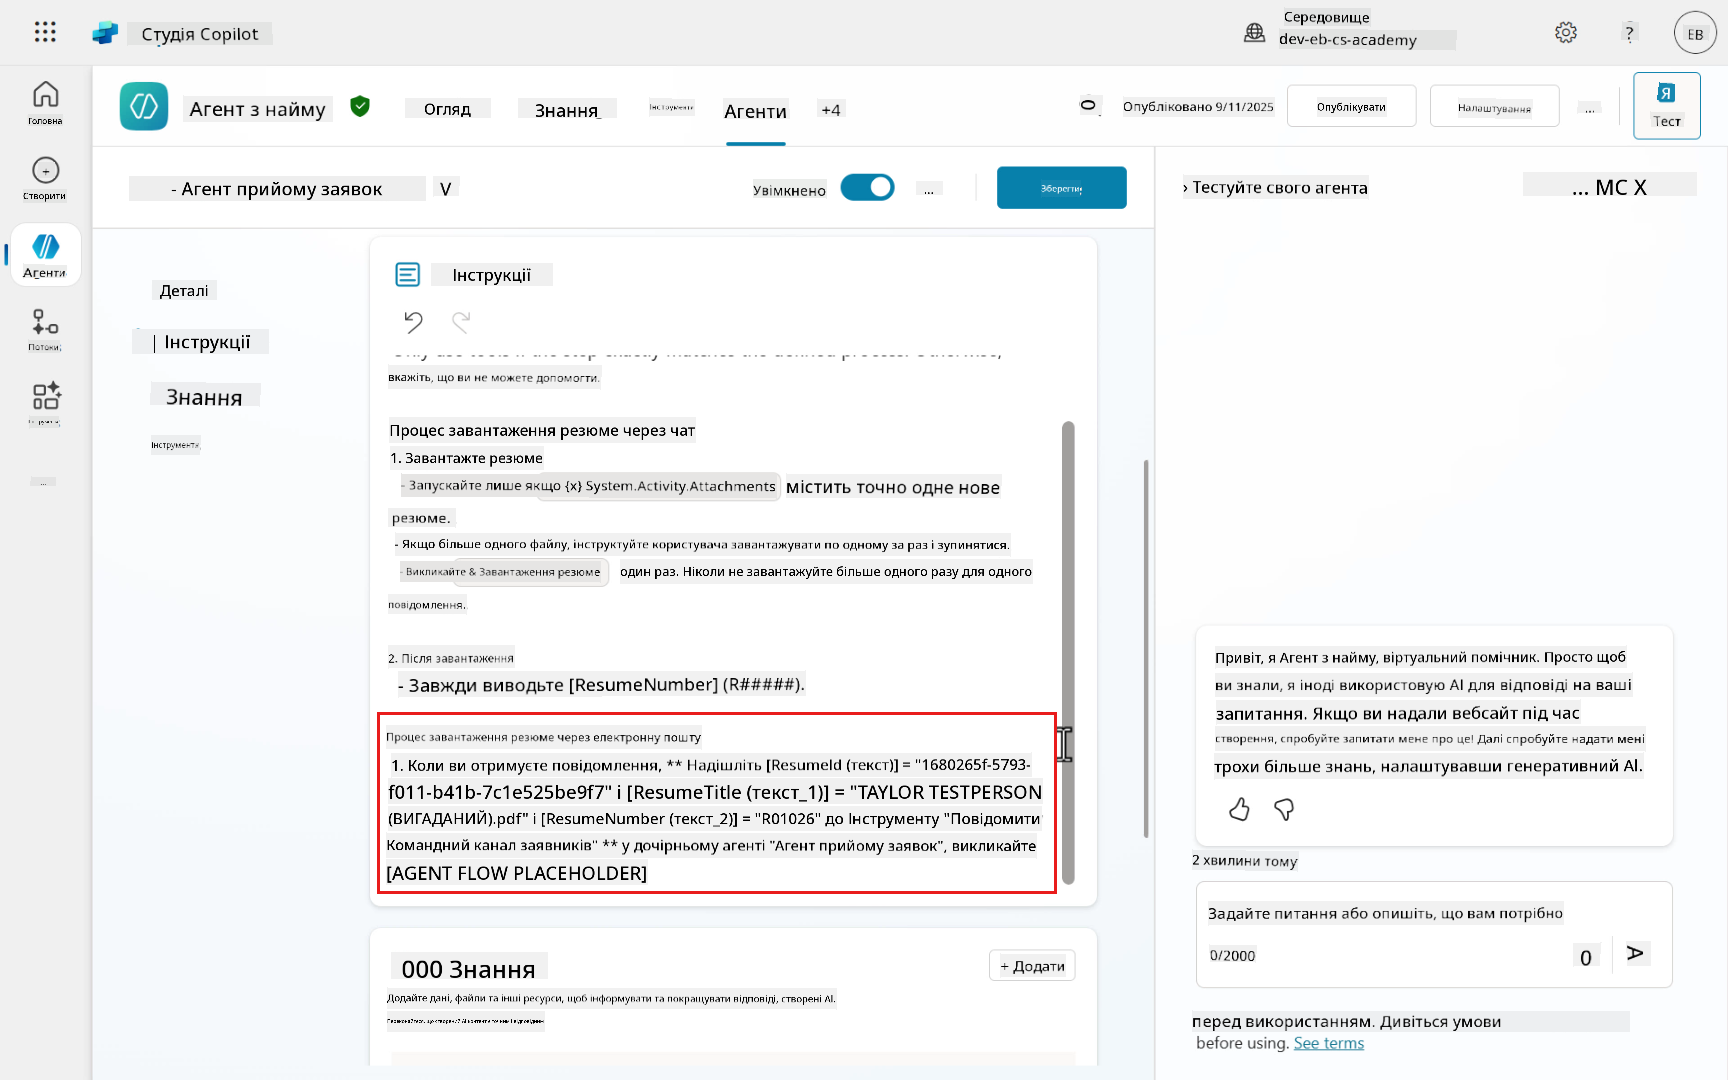 Студія Copilot
Середовище
dev-eb-cs-academy
?
EB
Головна
Створити
Агенти
Потоки
...
Агент з найму
Огляд
Знання
Інструменти
Агенти
+4
Опубліковано 9/11/2025
Опублікувати
Налаштування
...
Я
Тест
- Агент прийому заявок
V
Увімкнено
...
Зберегти
› Тестуйте свого агента
... MC X
Деталі
| Інструкції
Знання
Інструменти
Інструкції
вкажіть, що ви не можете допомогти.
Процес завантаження резюме через чат
1. Завантажте резюме
- Запускайте лише якщо {x} System.Activity.Attachments містить точно одне нове
резюме.
- Якщо більше одного файлу, інструктуйте користувача завантажувати по одному за раз і зупинятися.
- Викликайте & Завантаження резюме один раз. Ніколи не завантажуйте більше одного разу для одного
повідомлення.
2. Після завантаження
- Завжди виводьте [ResumeNumber] (R#####).
Процес завантаження резюме через електронну пошту
1. Коли ви отримуєте повідомлення, ** Надішліть [ResumeId (текст)] = "1680265f-5793-
f011-b41b-7c1e525be9f7" і [ResumeTitle (текст_1)] = "TAYLOR TESTPERSON
(ВИГАДАНИЙ).pdf" і [ResumeNumber (текст_2)] = "R01026" до Інструменту "Повідомити
Командний канал заявників" ** у дочірньому агенті "Агент прийому заявок", викликайте
[AGENT FLOW PLACEHOLDER]
000 Знання
+ Додати
Додайте дані, файли та інші ресурси, щоб інформувати та покращувати відповіді, створені AI.
Привіт, я Агент з найму, віртуальний помічник. Просто щоб
ви знали, я іноді використовую AI для відповіді на ваші
запитання. Якщо ви надали вебсайт під час
створення, спробуйте запитати мене про це! Далі спробуйте надати мені
трохи більше знань, налаштувавши генеративний AI.
2 хвилини тому
Задайте питання або опишіть, що вам потрібно
0/2000
перед використанням. Дивіться умови
before using. See terms